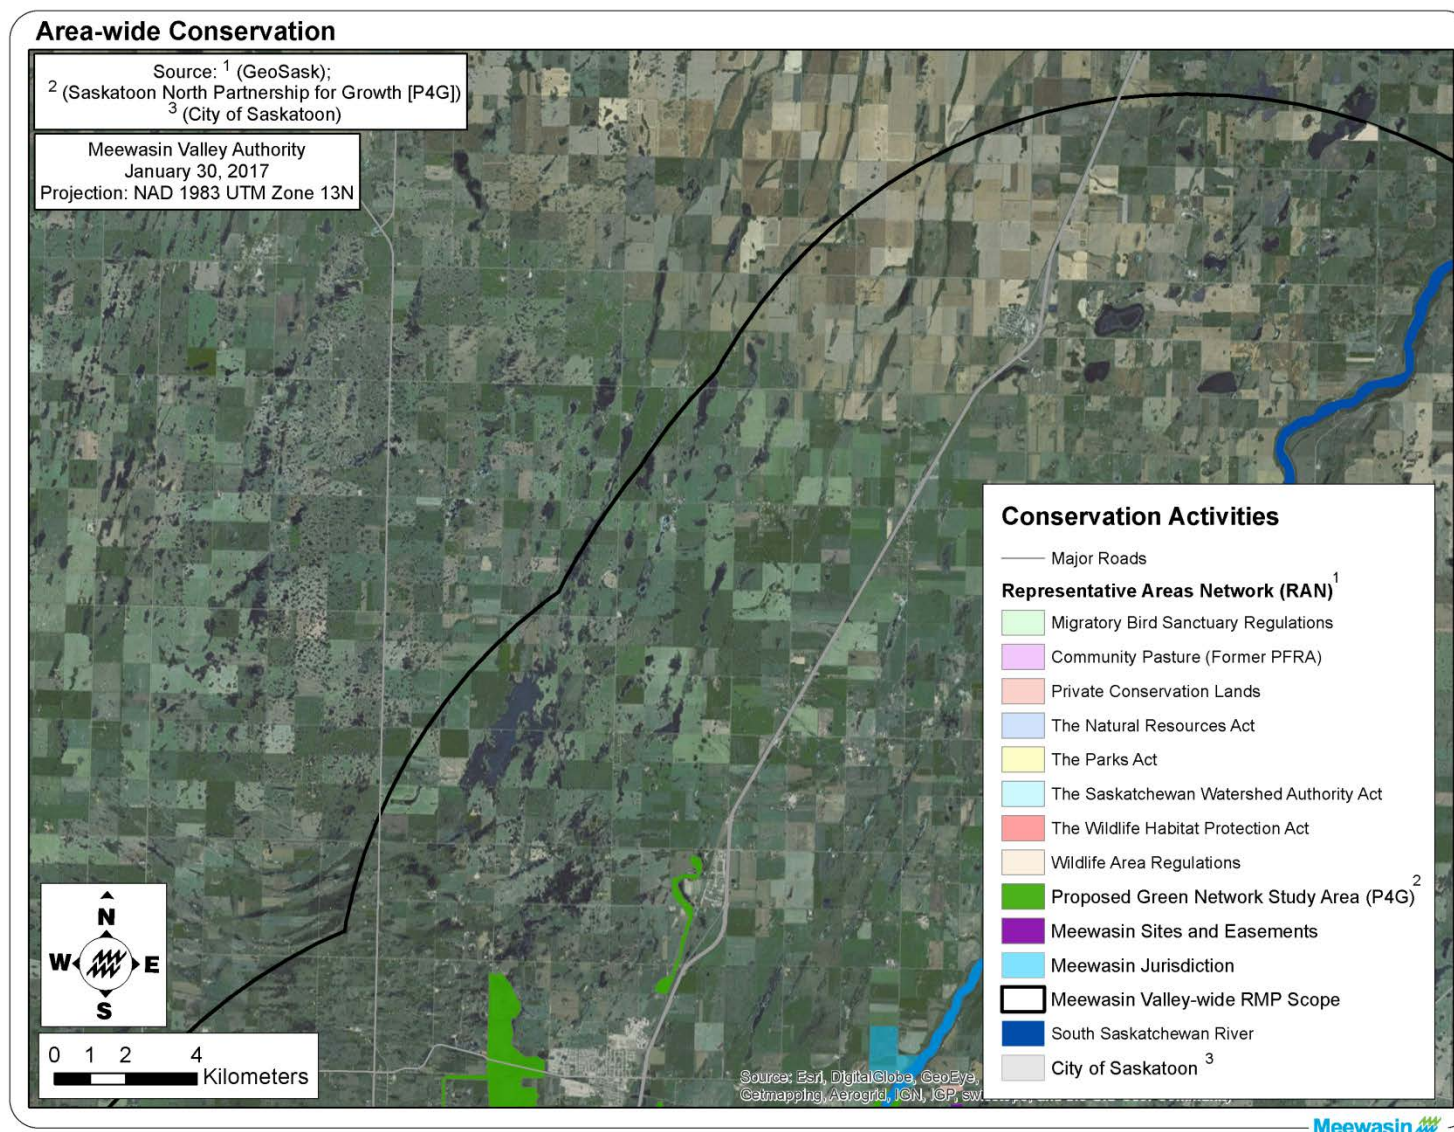 Area-wide Conservation
Source: 1 (GeoSask);
2 (Saskatoon North Partnership for Growth [P4G])
3 (City of Saskatoon)
Meewasin Valley Authority
January 30, 2017
Projection: NAD 1983 UTM Zone 13N
Conservation Activities
Major Roads
Representative Areas Network (RAN)1
Migratory Bird Sanctuary Regulations
Community Pasture (Former PFRA)
Private Conservation Lands
The Natural Resources Act
The Parks Act
The Saskatchewan Watershed Authority Act
The Wildlife Habitat Protection Act
Wildlife Area Regulations
Proposed Green Network Study Area (P4G)2
Meewasin Sites and Easements
Meewasin Jurisdiction
Meewasin Valley-wide RMP Scope
South Saskatchewan River
City of Saskatoon 3
N
W E
S
0 1 2 4
Kilometers
Source: Esri, DigitalGlobe, GeoEye,
Getmapping, Aerogrid, IGN, IGP,
Meewasin